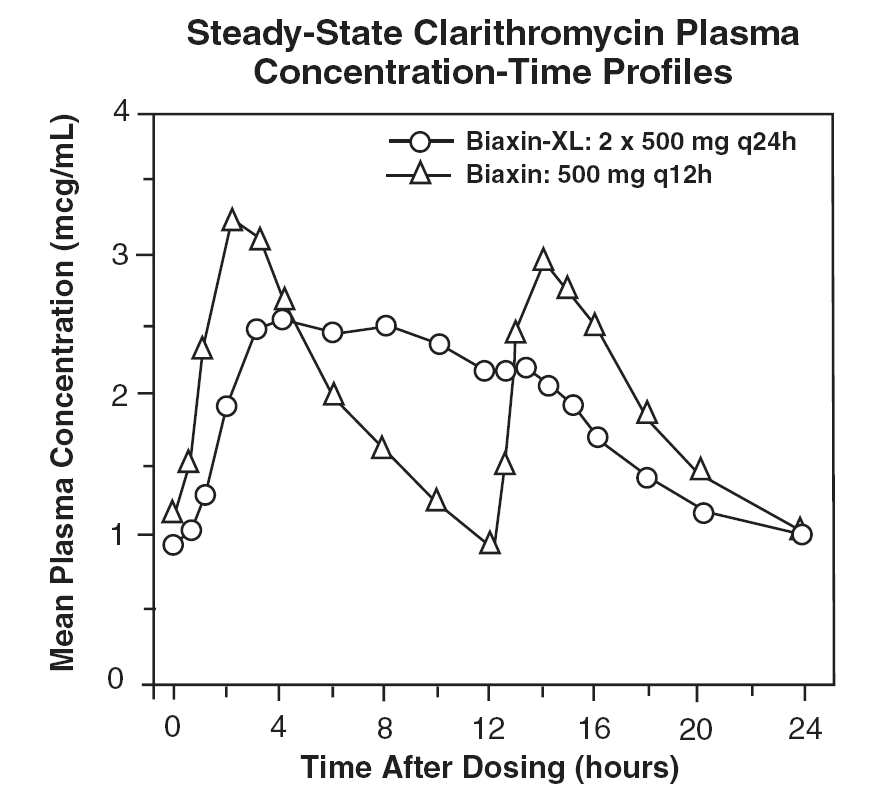 Steady-State Clarithromycin Plasma
Concentration-Time Profiles
Biaxin-XL: 2 x 500 mg q24h
Biaxin: 500 mg q12h
Mean Plasma Concentration (mcg/mL)
4
3
2
1
0
0 4 8 12 16 20 24
Time After Dosing (hours)